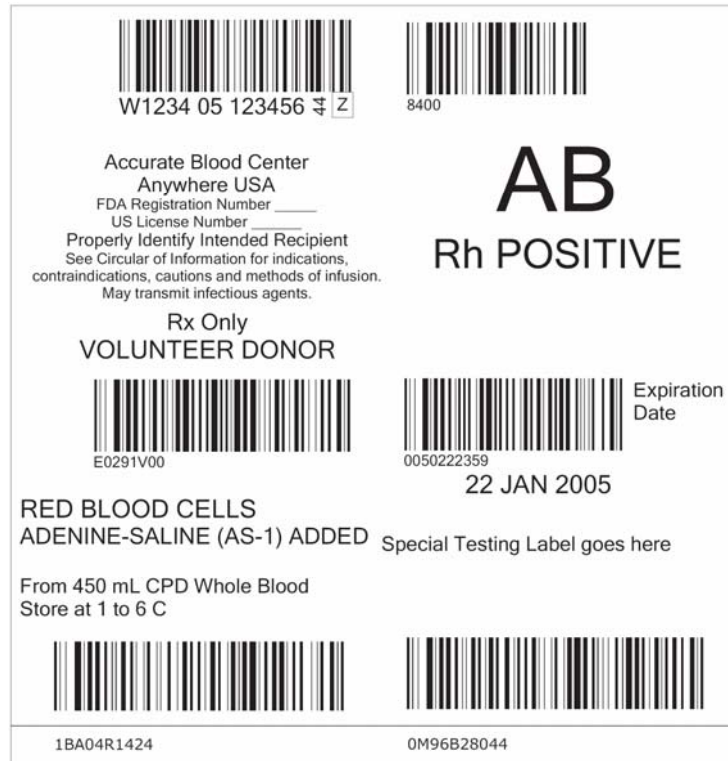 W1234 05 123456 44 Z
8400
Accurate Blood Center
Anywhere USA
FDA Registration Number _____
US License Number ______
Properly Identify Intended Recipient
See Circular of Information for indications,
contraindications, cautions and methods of infusion.
May transmit infectious agents.
Rx Only
VOLUNTEER DONOR
AB
Rh POSITIVE
E0291V00
0050222359
Expiration
Date
22 JAN 2005
RED BLOOD CELLS
ADENINE-SALINE (AS-1) ADDED
Special Testing Label goes here
From 450 mL CPD Whole Blood
Store at 1 to 6 C
1BA04R1424
0M96B28044